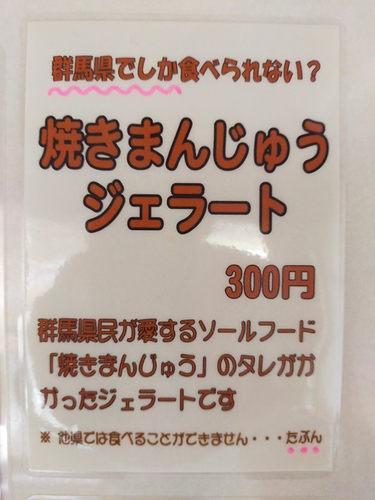 群馬県でしか食べられない？
焼きまんじゅう
ジェラート
300円
群馬県民が愛するソールフード
「焼きまんじゅう」のタレがか
かったジェラートです
※ 他県では食べることができません・・・たぶん